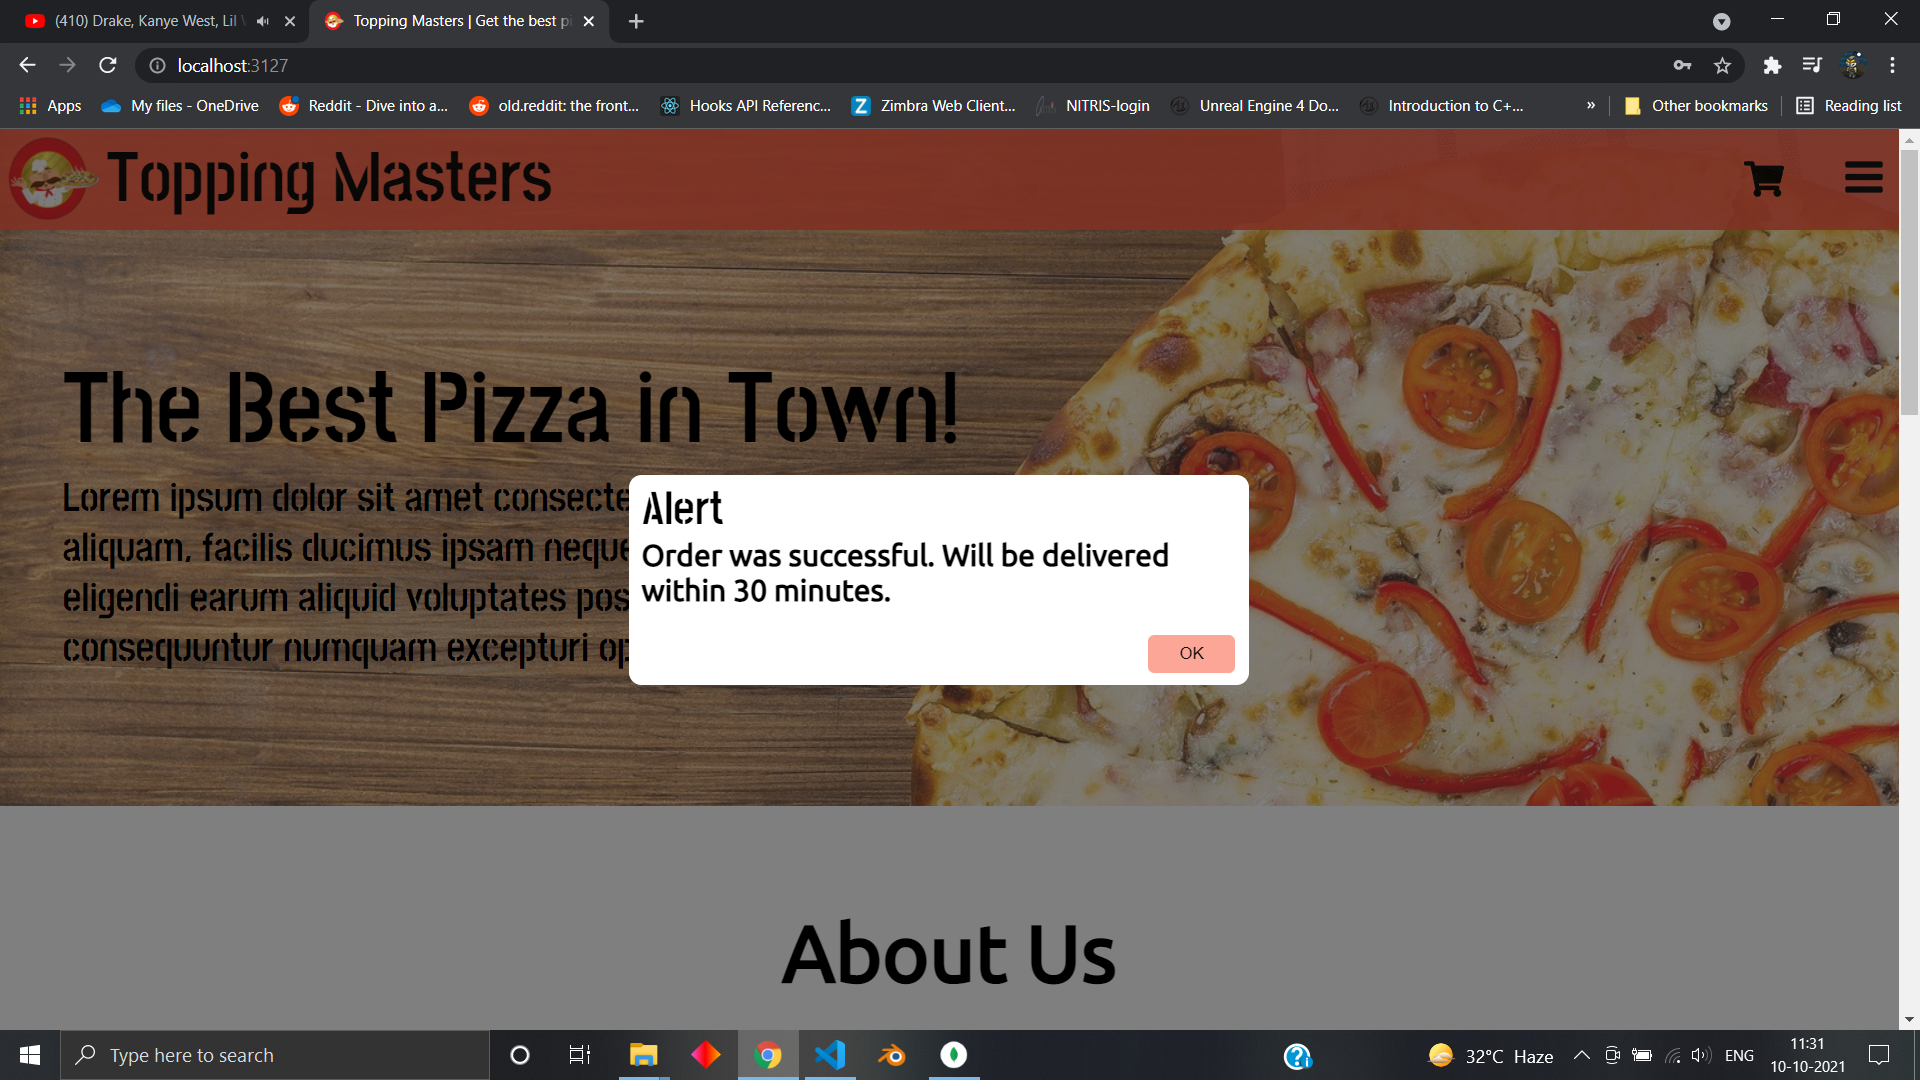 (410) Drake, Kanye West, Lil
Topping Masters | Get the best pi
localhost:3127
Apps
My files - OneDrive
Reddit - Dive into a...
old.reddit: the front...
Hooks API Referenc...
Zimbra Web Client...
NITRIS-login
Unreal Engine 4 Do...
Introduction to C+...
»
Other bookmarks
Reading list
Topping Masters
The Best Pizza in Town!
Lorem ipsum dolor sit amet consecte
aliquam, facilis ducimus ipsam neque
eligendi earum aliquid voluptates pos
consequuntur numquam excepturi op
Alert
Order was successful. Will be delivered
within 30 minutes.
OK
About Us
Type here to search
32°C Haze
ENG
11:31
10-10-2021